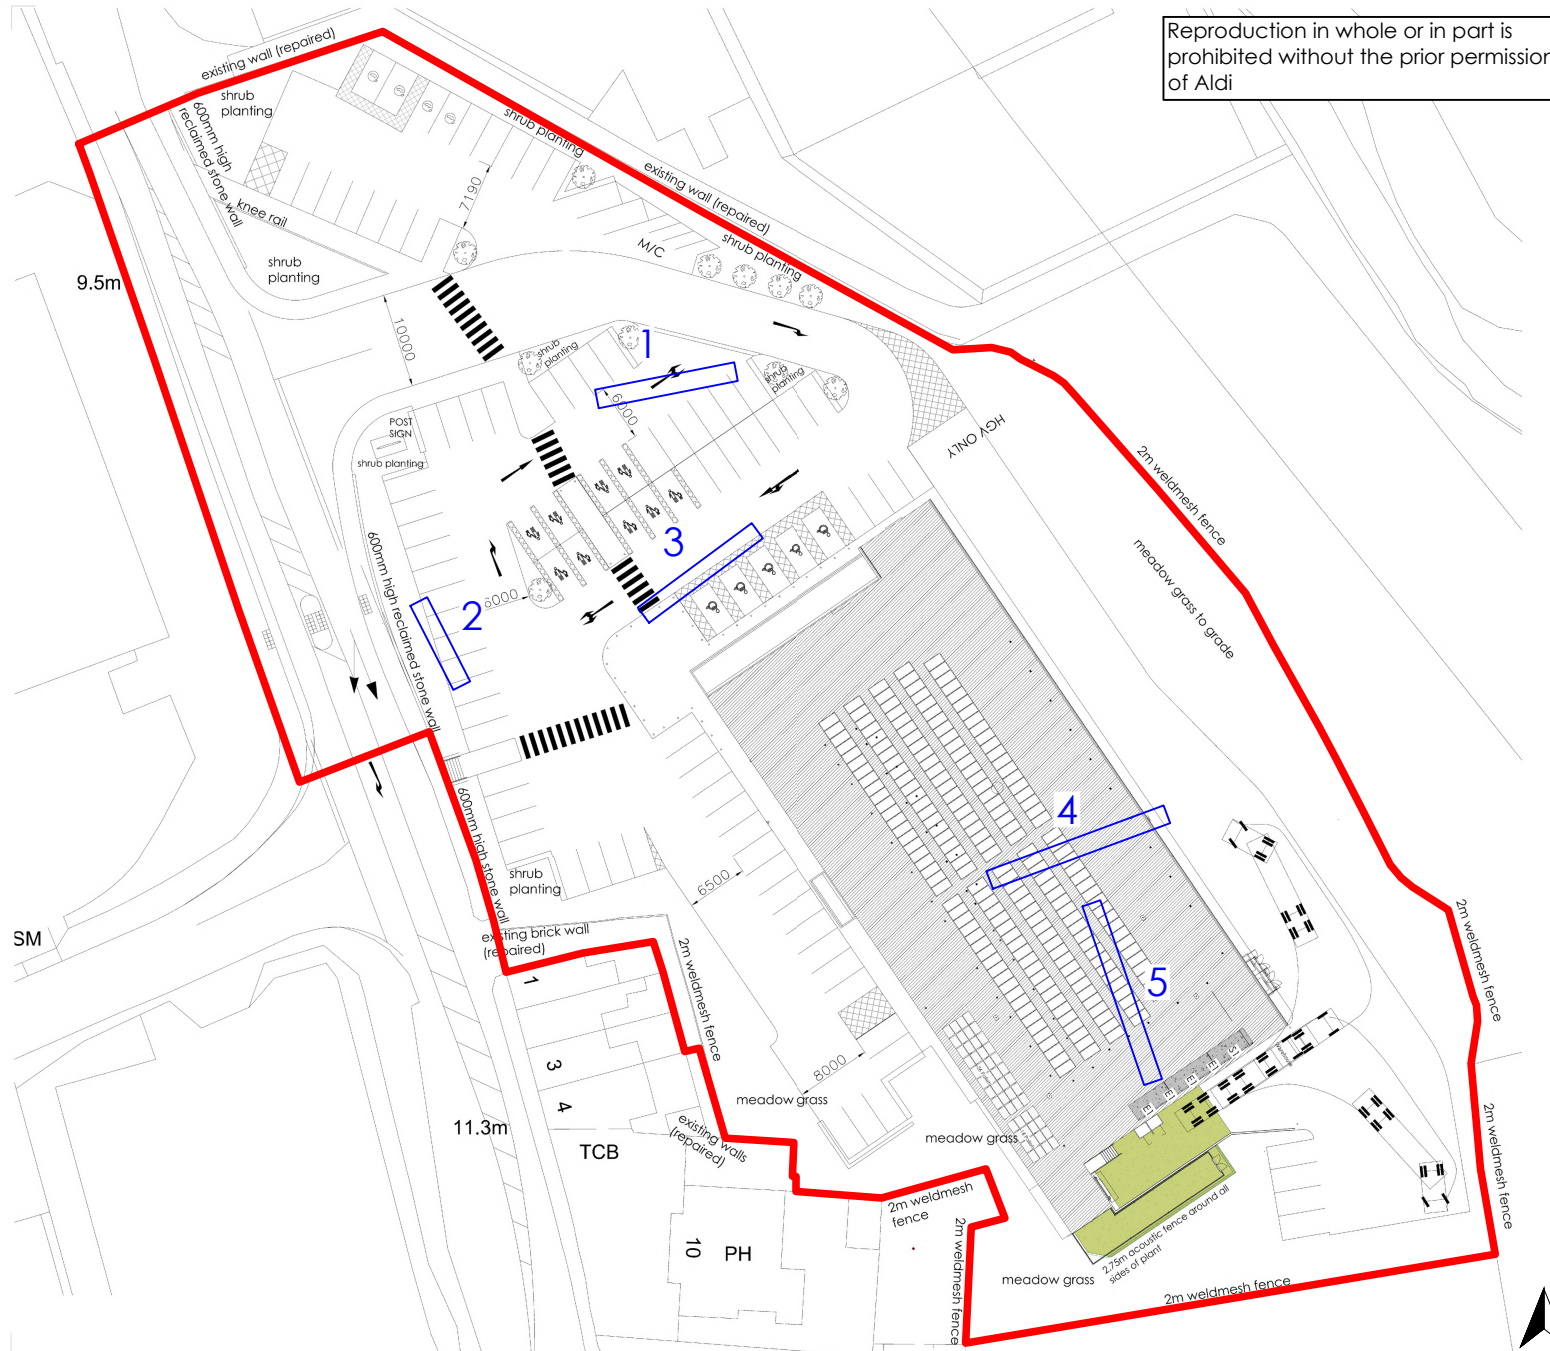 Reproduction in whole or in part is
prohibited without the prior permission
of Aldi
existing wall (repaired)
shrub
planting
600mm high
reclaimed stone wall
shrub planting
existing wall (repaired)
knee rail
7190
M/C
shrub planting
shrub
planting
9.5m
10000
1
shrub
planting
shrub
planting
6000
POST
SIGN
shrub planting
HGV ONLY
2m weldmesh fence
meadow grass to grade
3
600mm high reclaimed stone wall
2
6000
4
600mm high stone wall
6500
shrub
planting
SM
existing brick wall
(repaired)
2m weldmesh fence
2m weldmesh fence
1
5
3
4
8000
E
E
E
E
E
S1
meadow grass
11.3m
TCB
existing walls
(repaired)
meadow grass
2m weldmesh fence
2m weldmesh
fence
2m weldmesh fence
10
PH
2.75m acoustic fence around all
sides of plant
meadow grass
2m weldmesh fence